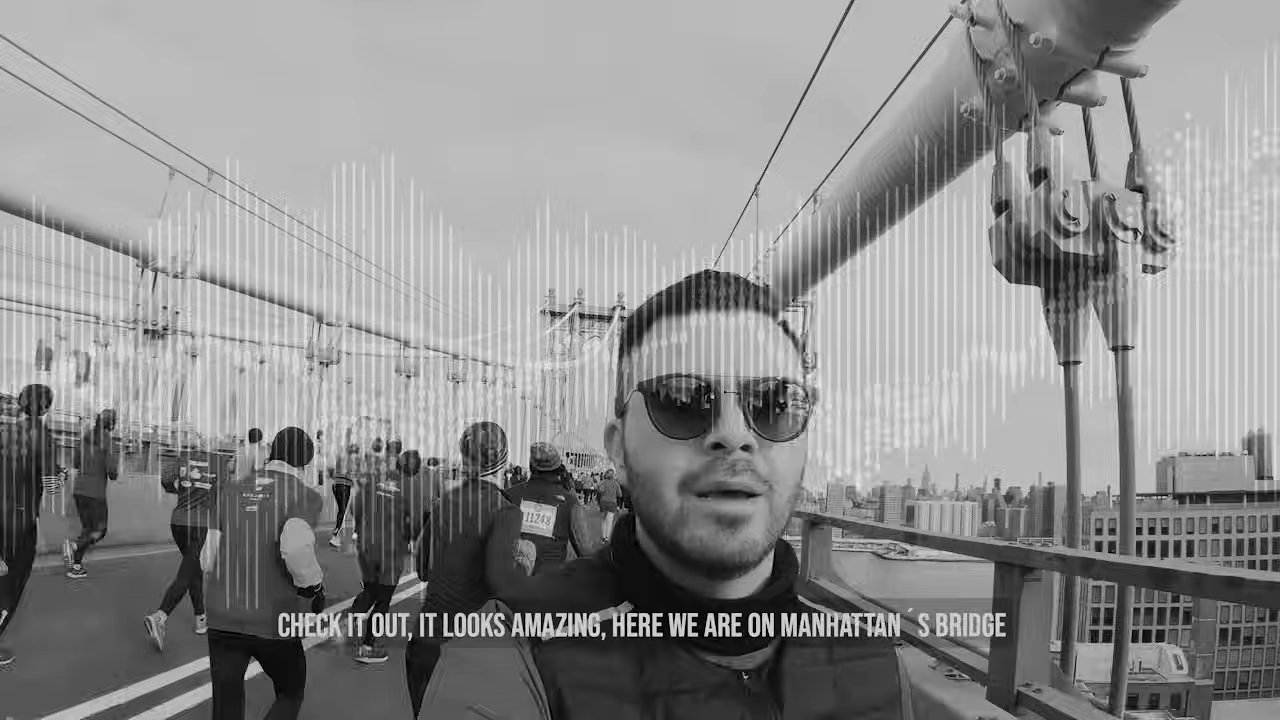 11248
CHECK IT OUT, IT LOOKS AMAZING, HERE WE ARE ON MANHATTAN ´S BRIDGE